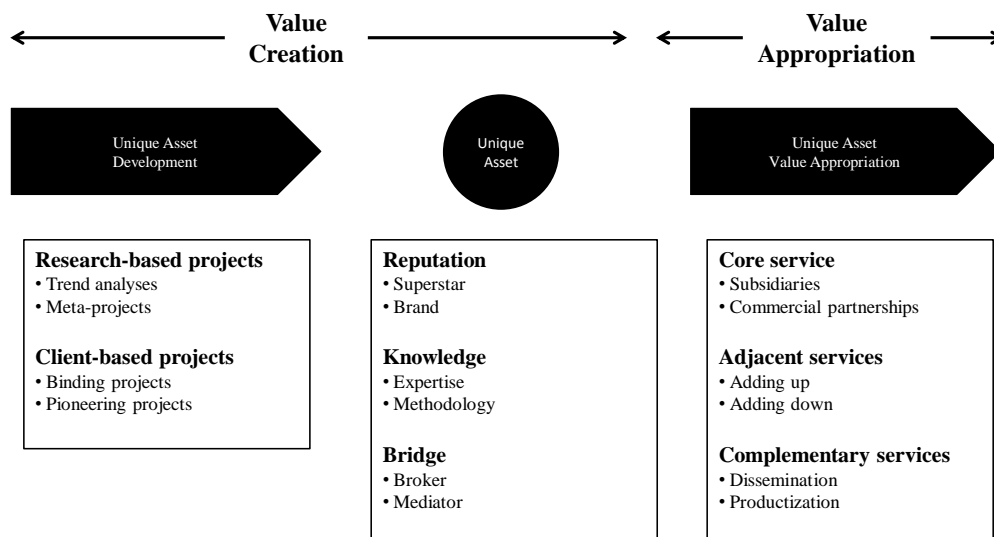 Value
Creation
Value
Appropriation
Unique Asset
Development
Unique
Asset
Unique Asset
Value Appropriation
Research-based projects
• Trend analyses
• Meta-projects
Client-based projects
• Binding projects
• Pioneering projects
Reputation
• Superstar
• Brand
Knowledge
• Expertise
• Methodology
Bridge
• Broker
• Mediator
Core service
• Subsidiaries
• Commercial partnerships
Adjacent services
• Adding up
• Adding down
Complementary services
• Dissemination
• Productization